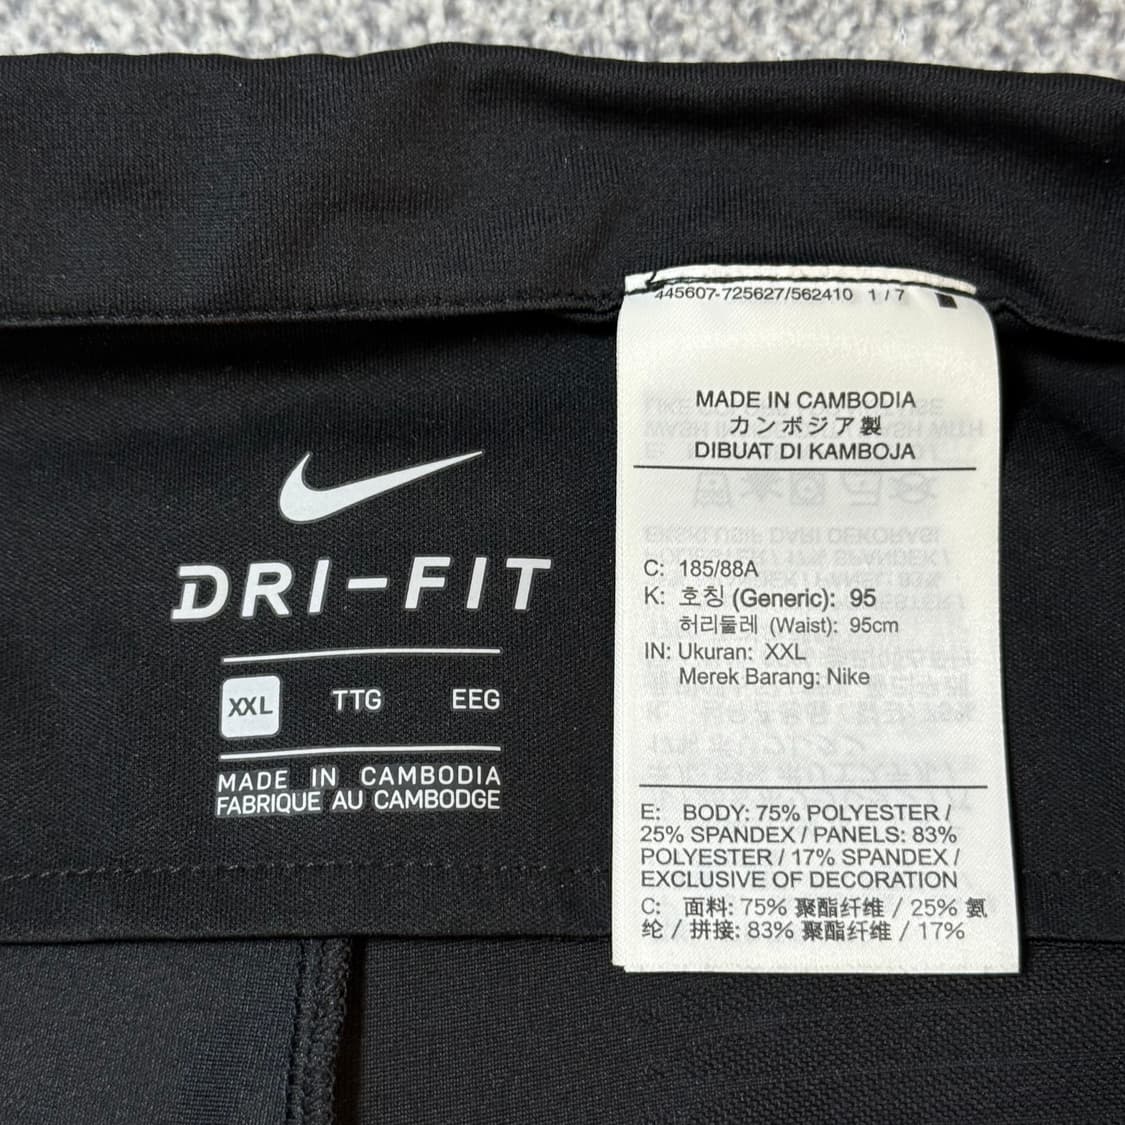 DRI-FIT
XXL TTG EEG
MADE IN CAMBODIA
FABRIQUE AU CAMBODGE
445607-725627/562410 1 / 7
MADE IN CAMBODIA
カンボジア製
DIBUAT DI KAMBOJA
C: 185/88A
K: 호칭 (Generic): 95
허리둘레 (Waist): 95cm
IN: Ukuran: XXL
Merek Barang: Nike
E: BODY: 75% POLYESTER /
25% SPANDEX / PANELS: 83%
POLYESTER / 17% SPANDEX /
EXCLUSIVE OF DECORATION
C: 面料: 75% 聚酯纤维 / 25% 氨
纶 / 拼接: 83% 聚酯纤维 / 17%